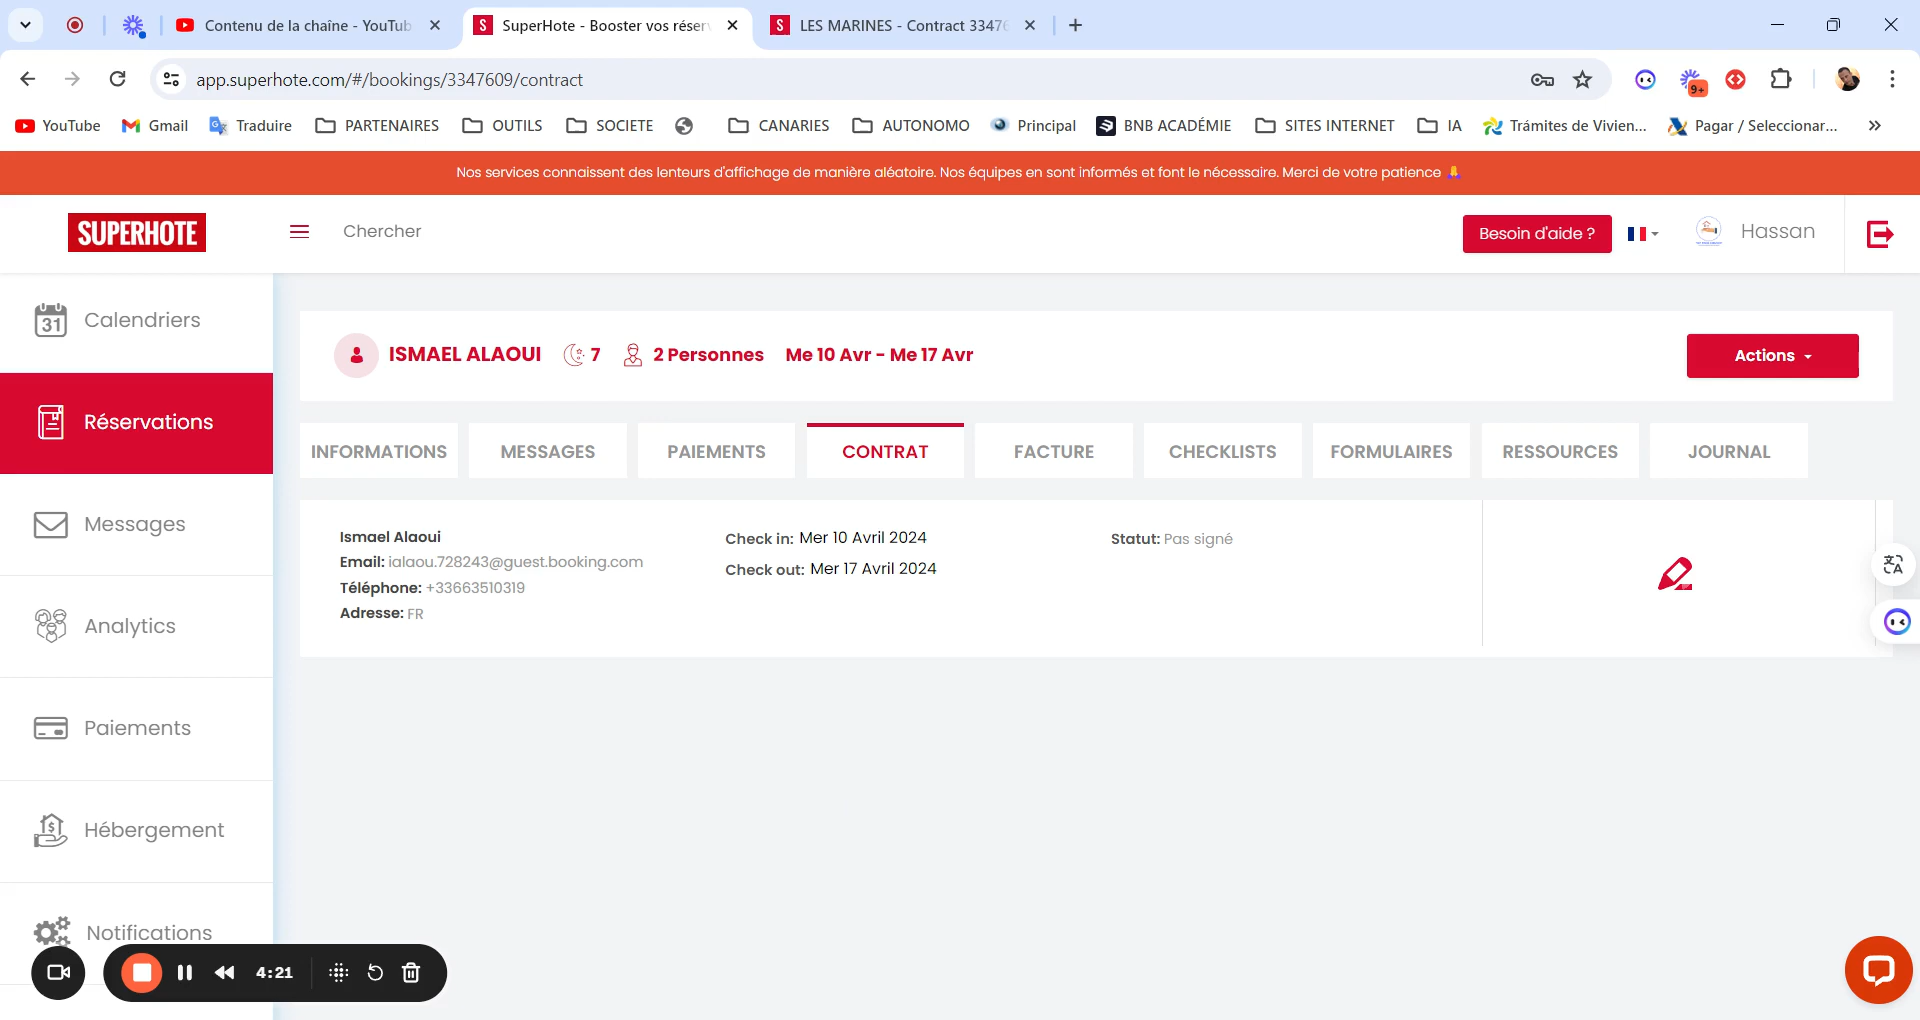 Contenu de la chaîne - YouTub
SuperHote - Booster vos réser
LES MARINES - Contract 3347
app.superhote.com/#/bookings/3347609/contract
9+
YouTube
Gmail
Traduire
PARTENAIRES
OUTILS
SOCIETE
CANARIES
AUTONOMO
Principal
BNB ACADÉMIE
SITES INTERNET
IA
Trámites de Vivien...
Pagar / Seleccionar...
Nos services connaissent des lenteurs d'affichage de manière aléatoire. Nos équipes en sont informés et font le nécessaire. Merci de votre patience 🙏
SUPERHOTE
Chercher
Besoin d'aide ?
Hassan
31
Calendriers
Réservations
Messages
Analytics
Paiements
Hébergement
Notifications
ISMAEL ALAOUI
7
2 Personnes
Me 10 Avr - Me 17 Avr
Actions
INFORMATIONS
MESSAGES
PAIEMENTS
CONTRAT
FACTURE
CHECKLISTS
FORMULAIRES
RESSOURCES
JOURNAL
Ismael Alaoui
Email: ialaou.728243@guest.booking.com
Téléphone: +33663510319
Adresse: FR
Check in: Mer 10 Avril 2024
Check out: Mer 17 Avril 2024
Statut: Pas signé
4:21